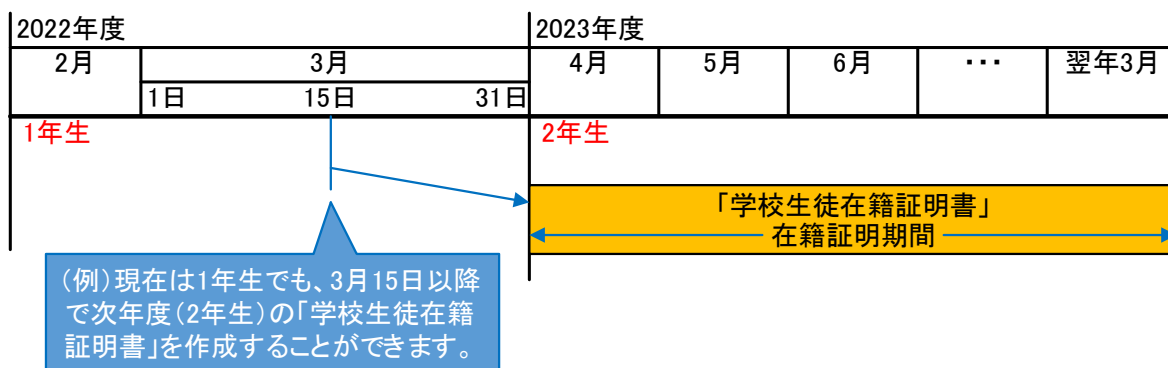 2022年度 2023年度
2月 3月 4月 5月 6月 ・・・ 翌年3月
1日 15日 31日
1年生 2年生
「学校生徒在籍証明書」
在籍証明期間
(例)現在は1年生でも、3月15日以降
で次年度(2年生)の「学校生徒在籍
証明書」を作成することができます。